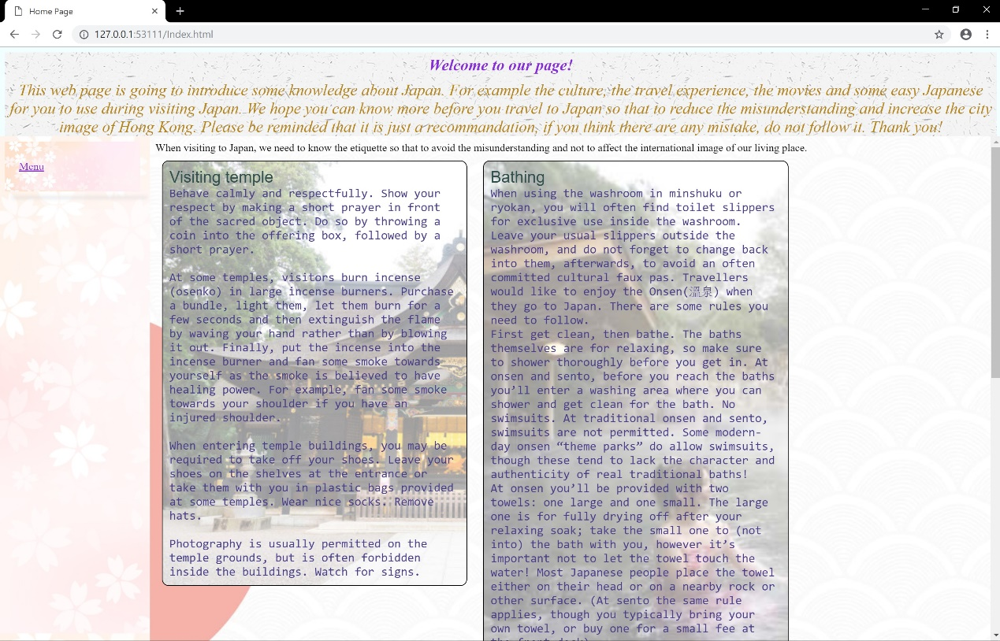 Home Page
127.0.0.1:53111/Index.html
Welcome to our page!
This web page is going to introduce some knowledge about Japan. For example the culture, the travel experience, the movies and some easy Japanese
for you to use during visiting Japan. We hope you can know more before you travel to Japan so that to reduce the misunderstanding and increase the city
image of Hong Kong. Please be reminded that it is just a recommandation, if you think there are any mistake, do not follow it. Thank you!
Menu
When visiting to Japan, we need to know the etiquette so that to avoid the misunderstanding and not to affect the international image of our living place.
Visiting temple
Behave calmly and respectfully. Show your
respect by making a short prayer in front
of the sacred object. Do so by throwing a
coin into the offering box, followed by a
short prayer.
At some temples, visitors burn incense
(osenko) in large incense burners. Purchase
a bundle, light them, let them burn for a
few seconds and then extinguish the flame
by waving your hand rather than by blowing
it out. Finally, put the incense into the
incense burner and fan some smoke towards
yourself as the smoke is believed to have
healing power. For example, fan some smoke
towards your shoulder if you have an
injured shoulder.
When entering temple buildings, you may be
required to take off your shoes. Leave your
shoes on the shelves at the entrance or
take them with you in plastic bags provided
at some temples. Wear nice socks. Remove
hats.
Photography is usually permitted on the
temple grounds, but is often forbidden
inside the buildings. Watch for signs.
Bathing
When using the washroom in minshuku or
ryokan, you will often find toilet slippers
for exclusive use inside the washroom.
Leave your usual slippers outside the
washroom, and do not forget to change back
into them, afterwards, to avoid an often
committed cultural faux pas. Travellers
would like to enjoy the Onsen(溫泉) when
they go to Japan. There are some rules you
need to follow.
First get clean, then bathe. The baths
themselves are for relaxing, so make sure
to shower thoroughly before you get in. At
onsen and sento, before you reach the baths
you’ll enter a washing area where you can
shower and get clean for the bath. No
swimsuits. At traditional onsen and sento,
swimsuits are not permitted. Some modern-
day onsen “theme parks” do allow swimsuits,
though these tend to lack the character and
authenticity of real traditional baths!
At onsen you’ll be provided with two
towels: one large and one small. The large
one is for fully drying off after your
relaxing soak; take the small one to (not
into) the bath with you, however it’s
important not to let the towel touch the
water! Most Japanese people place the towel
either on their head or on a nearby rock or
other surface. (At sento the same rule
applies, though you typically bring your
own towel, or buy one for a small fee at